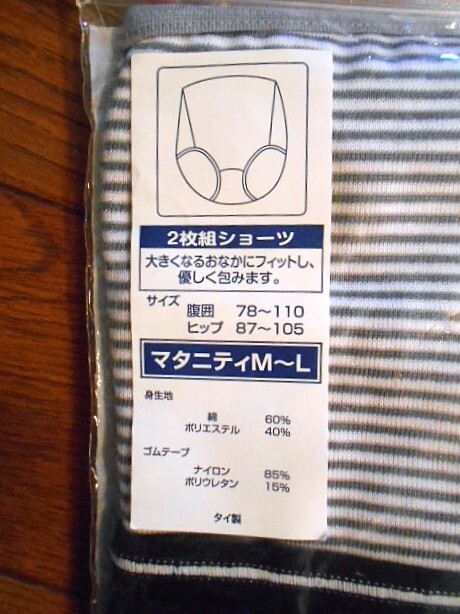 2枚組ショーツ
大きくなるおなかにフィットし、
優しく包みます。
サイズ
腹囲 78〜110
ヒップ 87〜105
マタニティM〜L
身生地
綿 60%
ポリエステル 40%
ゴムテープ
ナイロン 85%
ポリウレタン 15%
タイ製